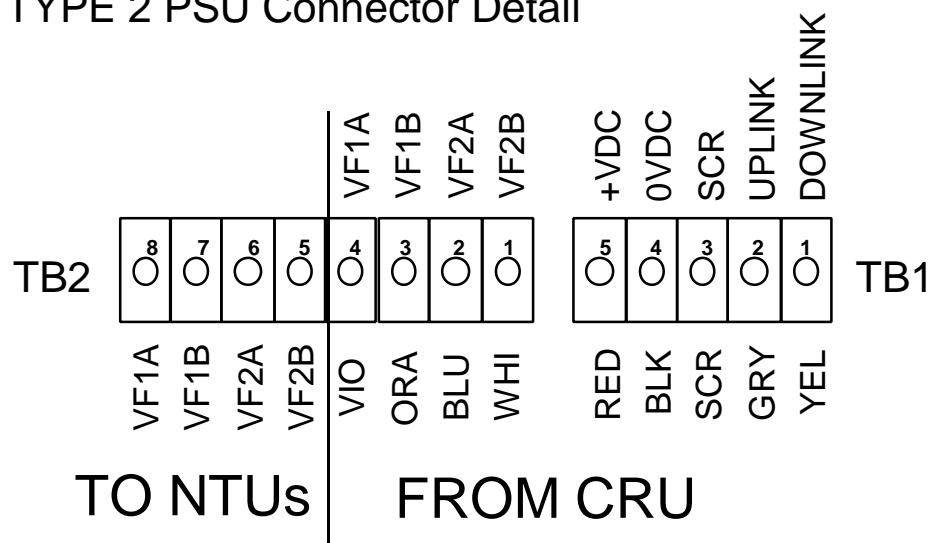 TYPE 2 PSU Connector Detail
VF1A
VF1B
VF2A
VF2B
+VDC
0VDC
SCR
UPLINK
DOWNLINK
TB2
8
7
6
5
4
3
2
1
5
4
3
2
1
TB1
VF1A
VF1B
VF2A
VF2B
VIO
ORA
BLU
WHI
RED
BLK
SCR
GRY
YEL
TO NTUs
FROM CRU